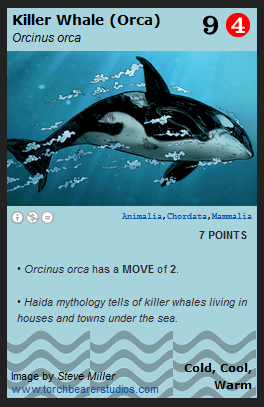 Killer Whale (Orca) 9 4
Orcinus orca
Animalia,Chordata,Mammalia
7 POINTS
• Orcinus orca has a MOVE of 2.
• Haida mythology tells of killer whales living in
houses and towns under the sea.
Cold, Cool,
Warm
Image by Steve Miller
www.torchbearerstudios.com